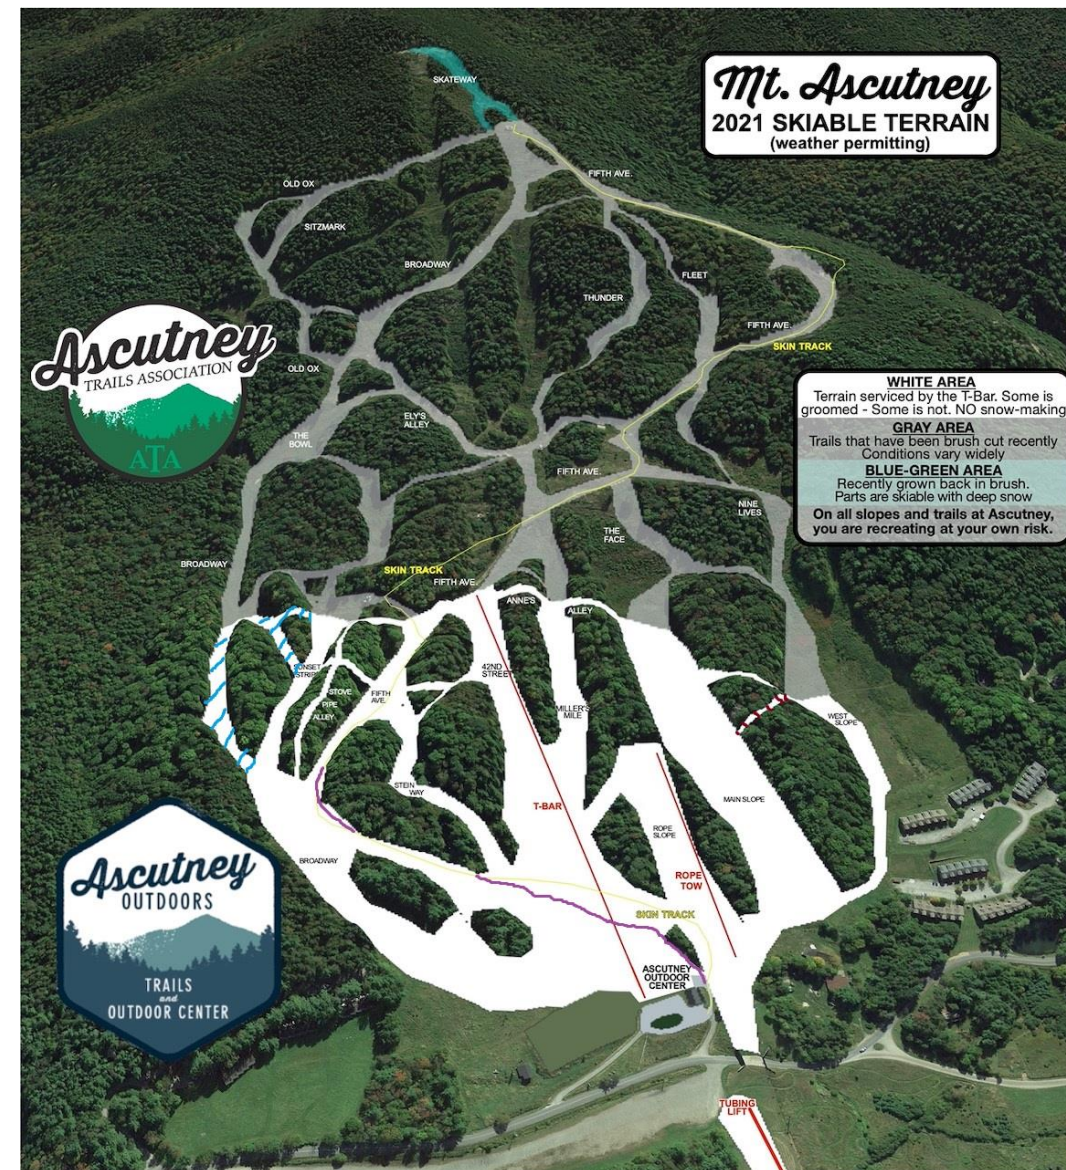 SKATEWAY
Mt. Ascutney
2021 SKIABLE TERRAIN
(weather permitting)
FIFTH AVE.
OLD OX
SITZMARK
BROADWAY
FLEET
THUNDER
FIFTH AVE.
SKIN TRACK
Ascutney
TRAILS ASSOCIATION
ATA
OLD OX
WHITE AREA
Terrain serviced by the T-Bar. Some is
groomed - Some is not. NO snow-making
GRAY AREA
Trails that have been brush cut recently
Conditions vary widely
BLUE-GREEN AREA
Recently grown back in brush.
Parts are skiable with deep snow
On all slopes and trails at Ascutney,
you are recreating at your own risk.
ELY'S
ALLEY
THE
BOWL
FIFTH AVE.
NINE
LIVES
THE
FACE
BROADWAY
SKIN TRACK
FIFTH AVE.
ANNE'S
ALLEY
SUNSET
STRIP
42ND
STREET
STOVE
PIPE
ALLEY
FIFTH
AVE.
MILLER'S
MILE
WEST
SLOPE
STEIN
WAY
T-BAR
MAIN SLOPE
ROPE
SLOPE
BROADWAY
ROPE
TOW
Ascutney
OUTDOORS
TRAILS
and
OUTDOOR CENTER
SKIN TRACK
ASCUTNEY
OUTDOOR
CENTER
TUBING
LIFT